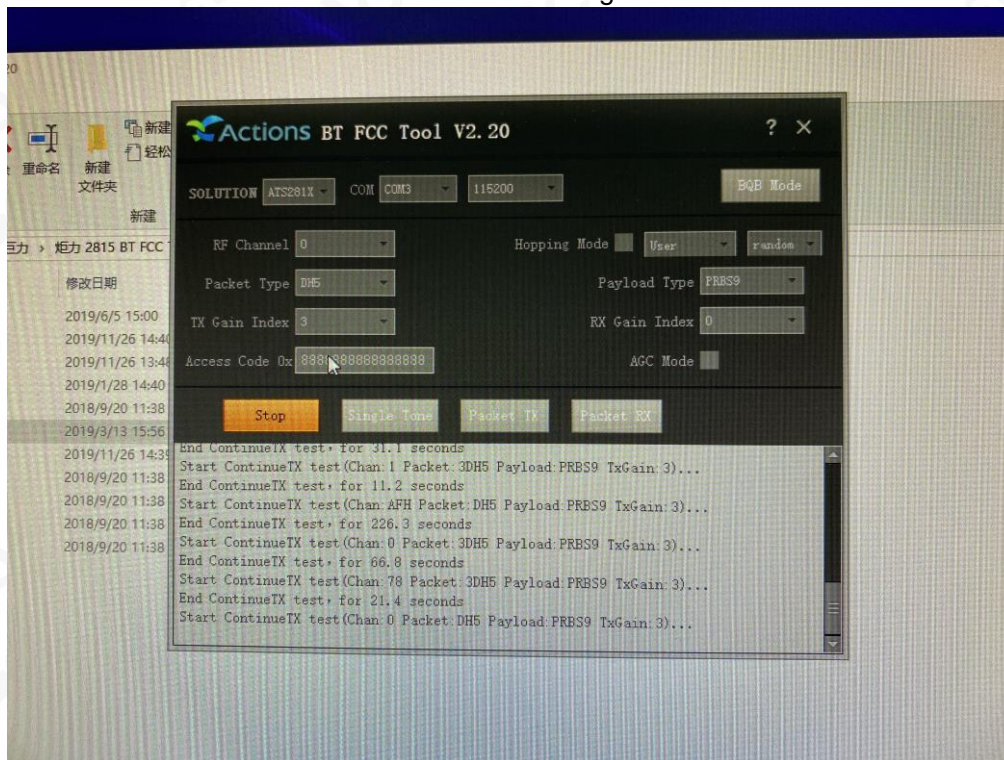 Actions BT FCC Tool V2.20 ? ×
SOLUTION ATS281X COM COM3 115200 BQB Mode
RF Channel 0 Hopping Mode User random
Packet Type DH5 Payload Type PRBS9
TX Gain Index 3 RX Gain Index 0
Access Code 0x AGC Mode
Stop Single Tone Packet TX Packet RX
End ContinueTX test, for 31.1 seconds
Start ContinueTX test(Chan:1 Packet:3DH5 Payload:PRBS9 TxGain:3)...
End ContinueTX test, for 11.2 seconds
Start ContinueTX test(Chan:AFH Packet:DH5 Payload:PRBS9 TxGain:3)...
End ContinueTX test, for 226.3 seconds
Start ContinueTX test(Chan:0 Packet:3DH5 Payload:PRBS9 TxGain:3)...
End ContinueTX test, for 66.8 seconds
Start ContinueTX test(Chan:78 Packet:3DH5 Payload:PRBS9 TxGain:3)...
End ContinueTX test, for 21.4 seconds
Start ContinueTX test(Chan:0 Packet:DH5 Payload:PRBS9 TxGain:3)...
重命名
新建
文件夹
新建
轻松
新建
力 › 炬力 2815 BT FCC
修改日期
2019/6/5 15:00
2019/11/26 14:40
2019/11/26 13:48
2019/1/28 14:40
2018/9/20 11:38
2019/3/13 15:56
2019/11/26 14:39
2018/9/20 11:38
2018/9/20 11:38
2018/9/20 11:38
2018/9/20 11:38